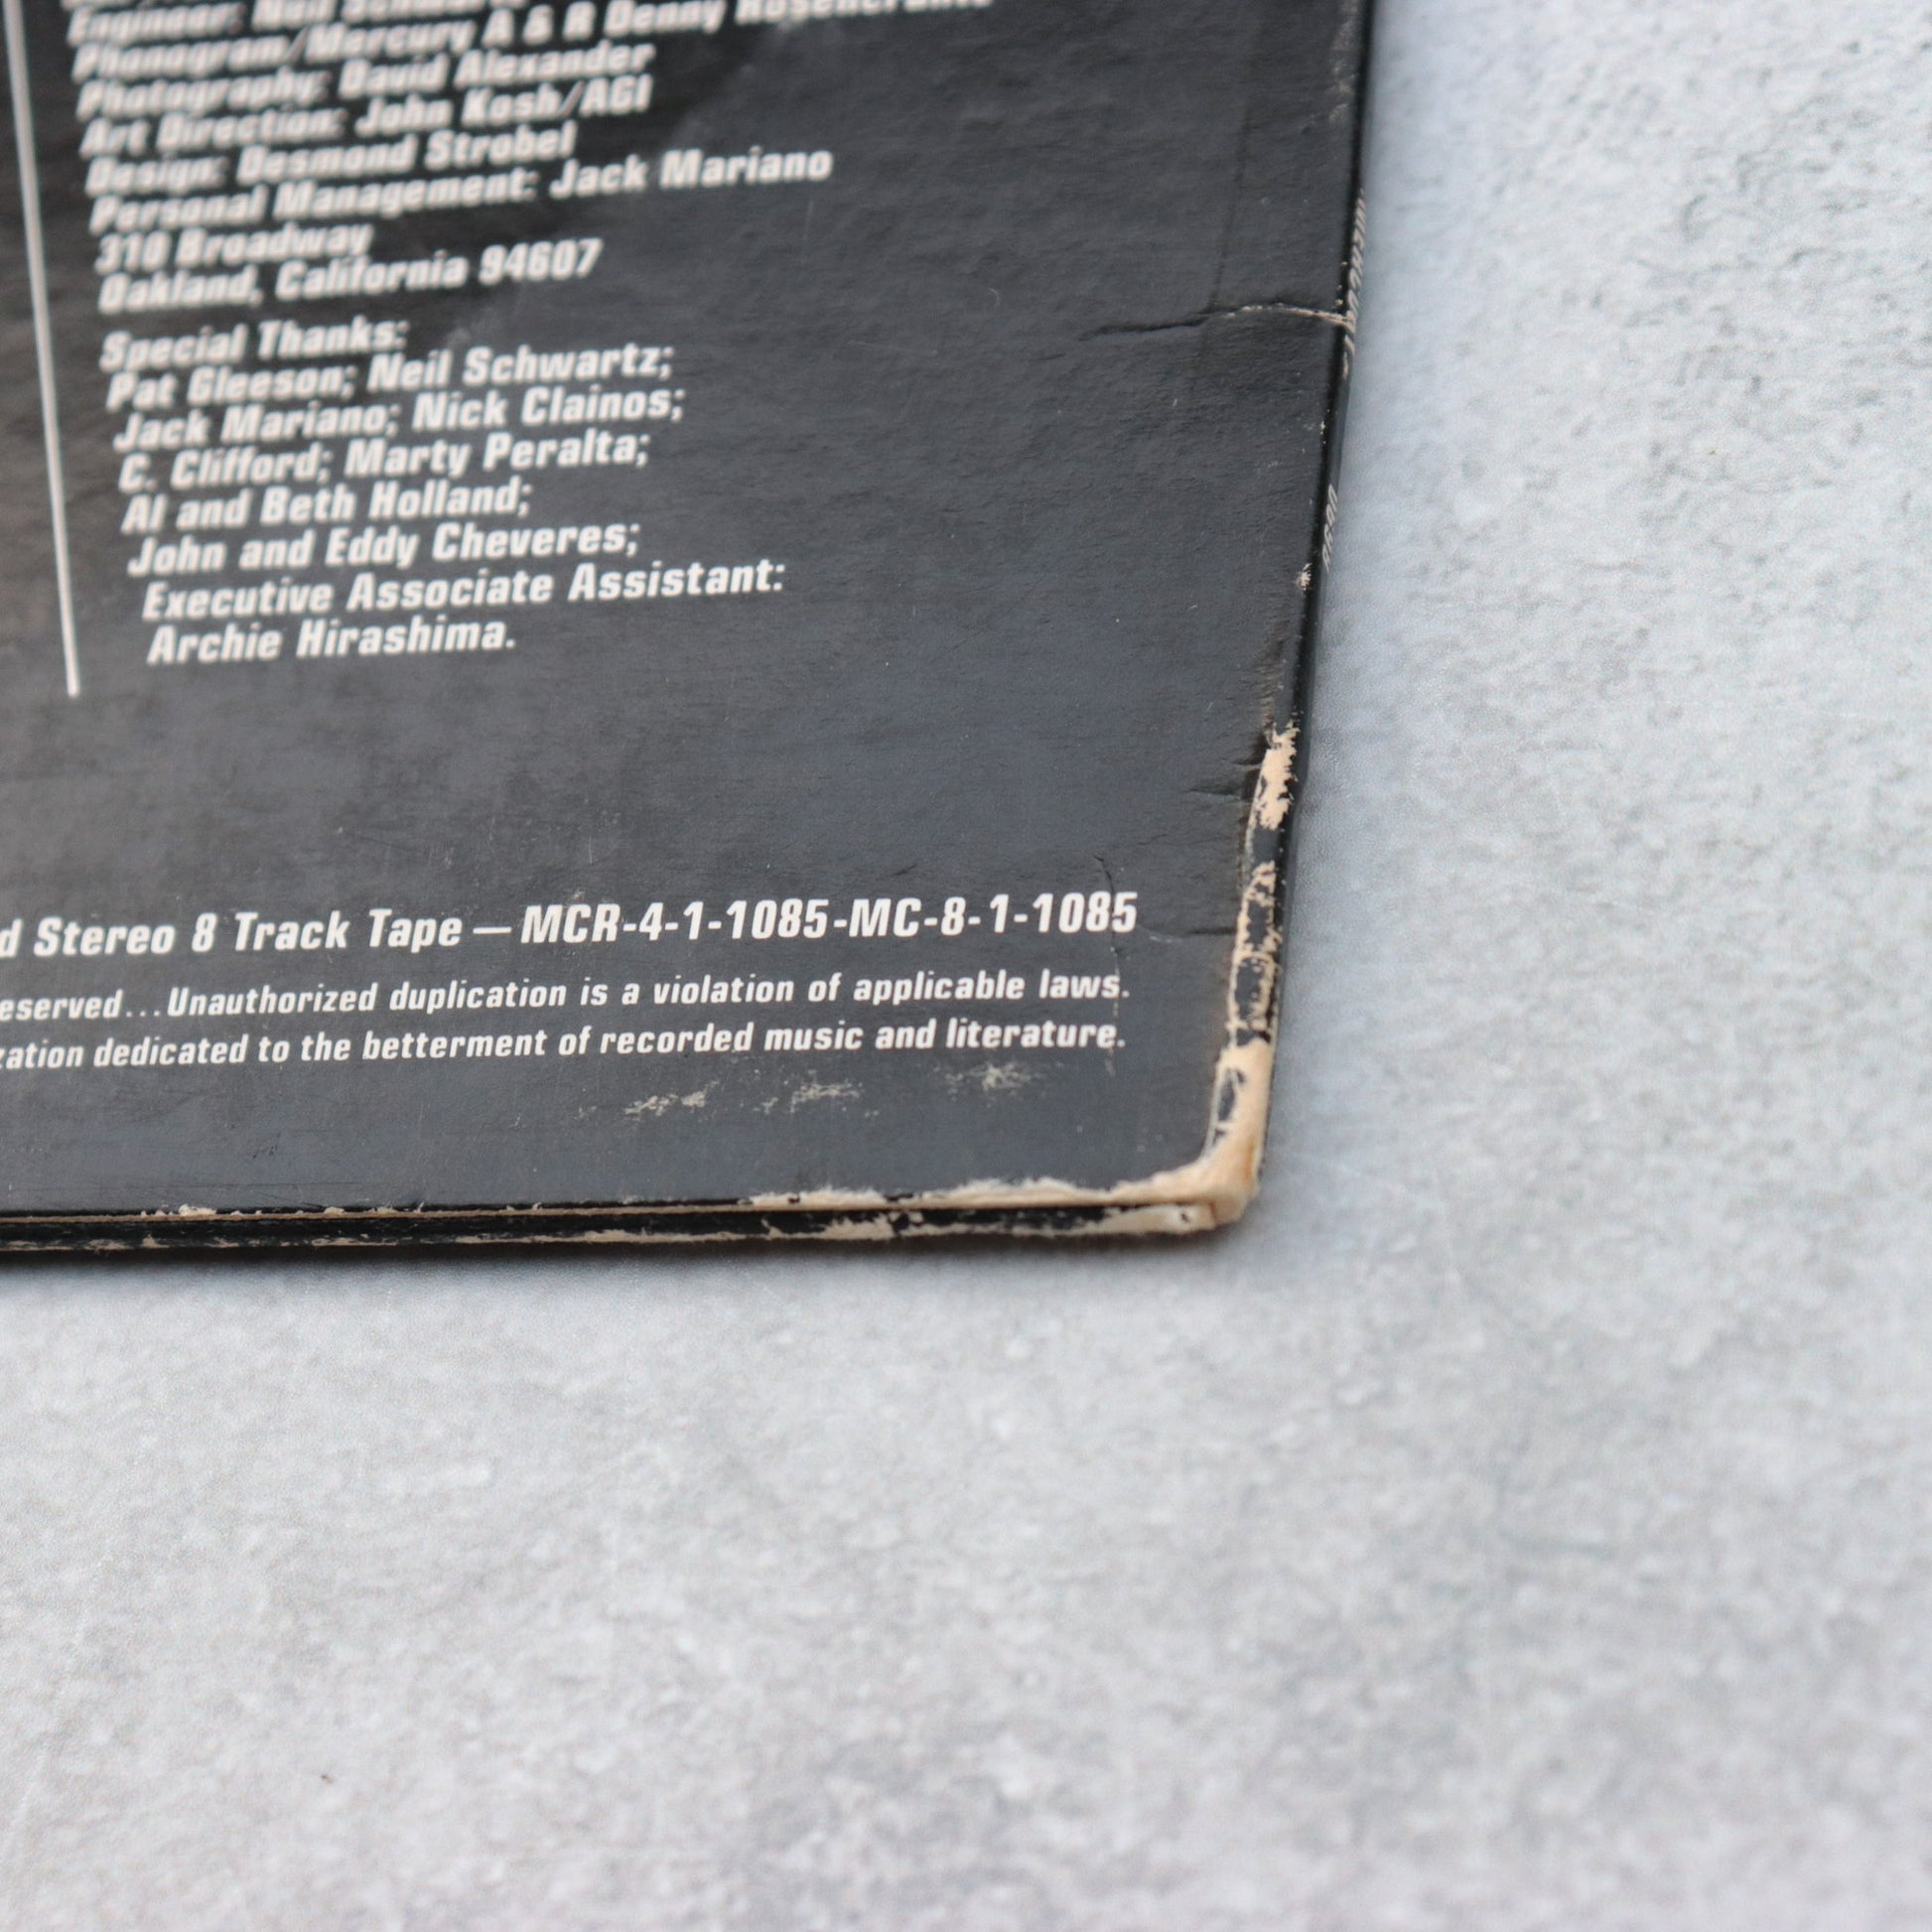 Engineer: Neil
Phonogram/Mercury A & R Denny Rosencrantz
Photography: David Alexander
Art Direction: John Kosh/AGI
Design: Desmond Strobel
Personal Management: Jack Mariano
310 Broadway
Oakland, California 94607
Special Thanks:
Pat Gleeson; Neil Schwartz;
Jack Mariano; Nick Clainos;
C. Clifford; Marty Peralta;
Al and Beth Holland;
John and Eddy Cheveres;
Executive Associate Assistant:
Archie Hirashima.
d Stereo 8 Track Tape — MCR-4-1-1085-MC-8-1-1085
eserved...Unauthorized duplication is a violation of applicable laws.
zation dedicated to the betterment of recorded music and literature.